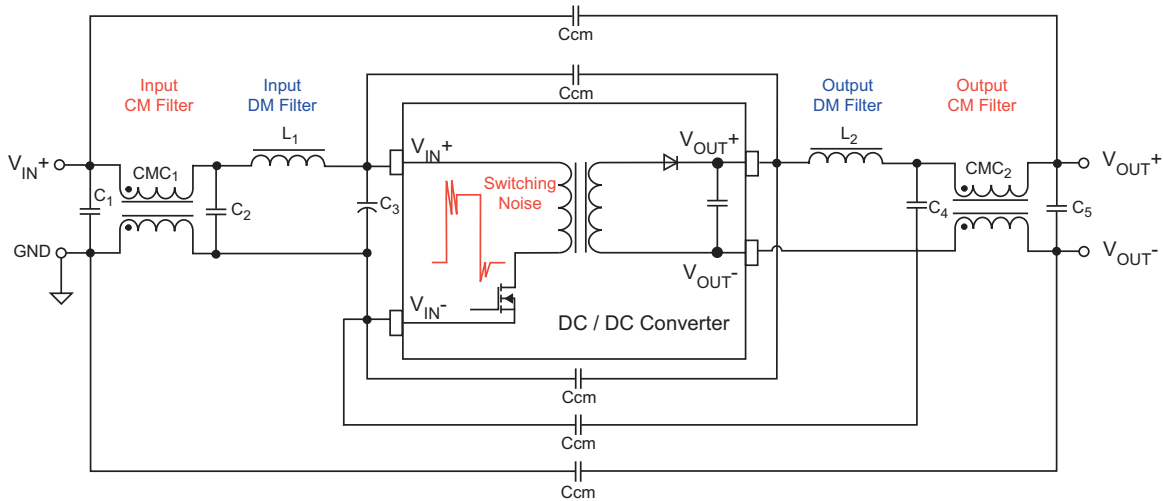 Ccm
Input
CM Filter
Input
DM Filter
Ccm
Output
DM Filter
Output
CM Filter
L1
VIN+
VOUT+
L2
VIN+
CMC1
CMC2
VOUT+
C1
C2
C3
Switching
Noise
C4
C5
GND
VOUT-
VOUT-
VIN-
DC / DC Converter
Ccm
Ccm
Ccm